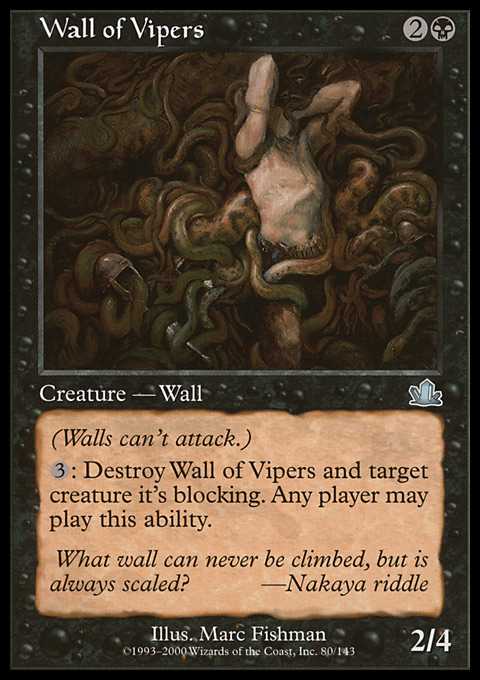 Wall of Vipers 2
Creature — Wall
(Walls can't attack.)
3: Destroy Wall of Vipers and target
creature it's blocking. Any player may
play this ability.
What wall can never be climbed, but is
always scaled? —Nakaya riddle
Illus. Marc Fishman
©1993–2000 Wizards of the Coast, Inc. 80/143
2/4